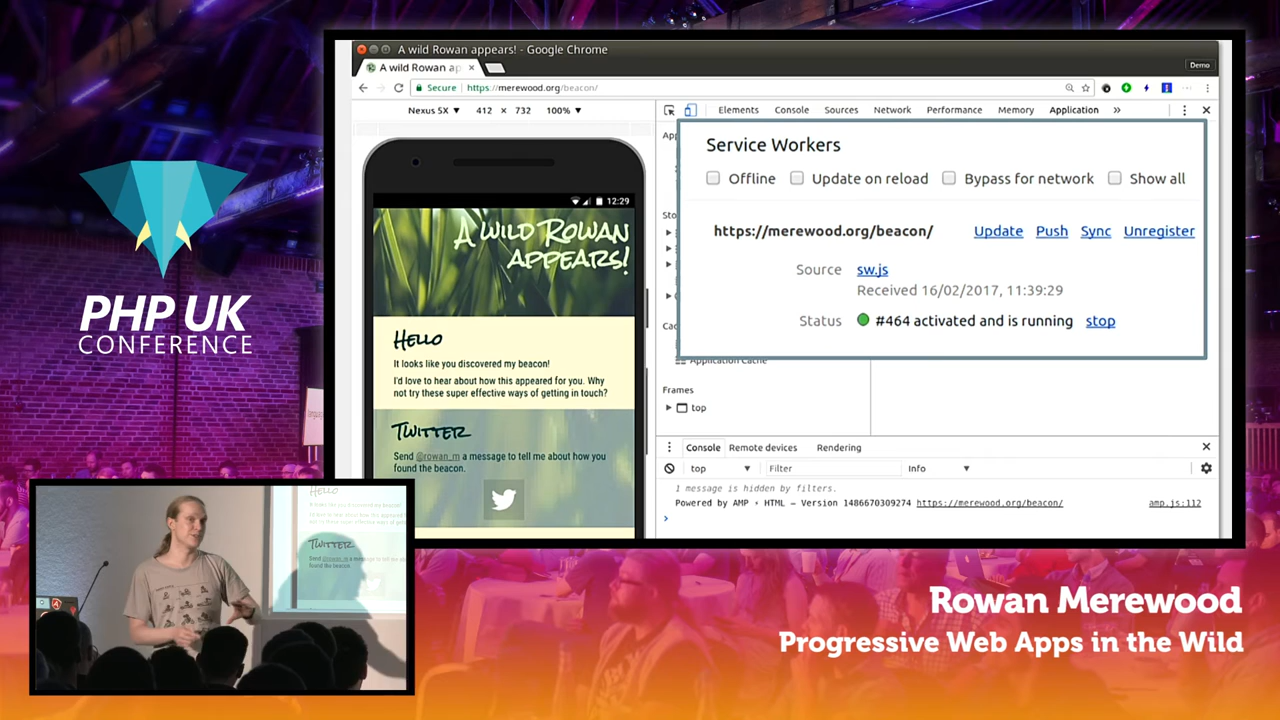 A wild Rowan appears! - Google Chrome
A wild Rowan ap
Demo
Secure https://merewood.org/beacon/
Nexus 5X ▼ 412 × 732 100% ▼
Elements Console Sources Network Performance Memory Application »
Service Workers
Offline Update on reload Bypass for network Show all
https://merewood.org/beacon/ Update Push Sync Unregister
Source sw.js
Received 16/02/2017, 11:39:29
Status #464 activated and is running stop
Application Cache
Frames
top
Console Remote devices Rendering
top ▼ Filter Info ▼
1 message is hidden by filters.
Powered by AMP ⚡ HTML – Version 1486670309274 https://merewood.org/beacon/ amp.js:112
12:29
A wild Rowan
appears!
Hello
It looks like you discovered my beacon!
I'd love to hear about how this appeared for you. Why
not try these super effective ways of getting in touch?
Twitter
Send @rowan_m a message to tell me about how you
found the beacon.
PHP UK
CONFERENCE
Hello
Twitter
found the beacon.
Rowan Merewood
Progressive Web Apps in the Wild